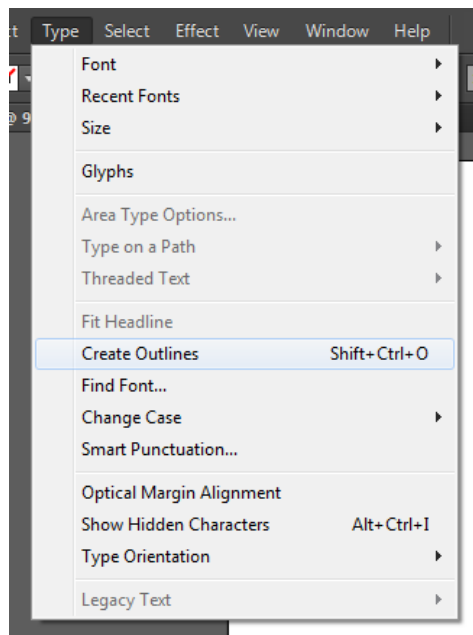 ct Type Select Effect View Window Help
Font
@ 9
Recent Fonts
Size
Glyphs
Area Type Options...
Type on a Path
Threaded Text
Fit Headline
Create Outlines Shift+Ctrl+O
Find Font...
Change Case
Smart Punctuation...
Optical Margin Alignment
Show Hidden Characters Alt+Ctrl+I
Type Orientation
Legacy Text